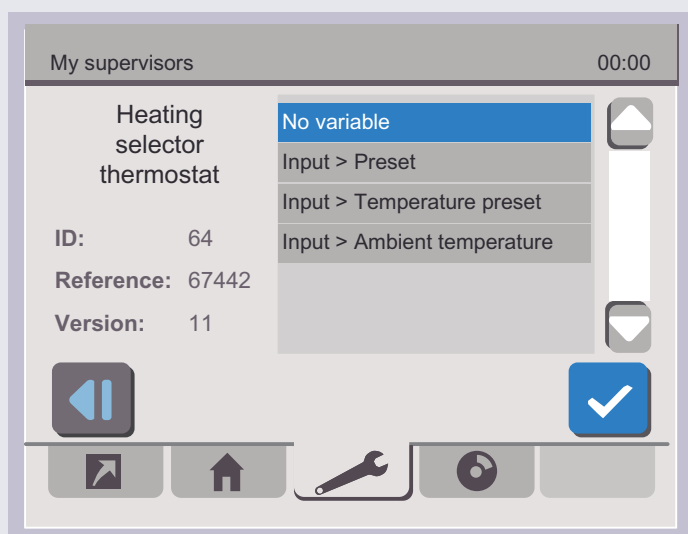 My supervisors 00:00
Heating
selector
thermostat
ID: 64
Reference: 67442
Version: 11
No variable
Input > Preset
Input > Temperature preset
Input > Ambient temperature